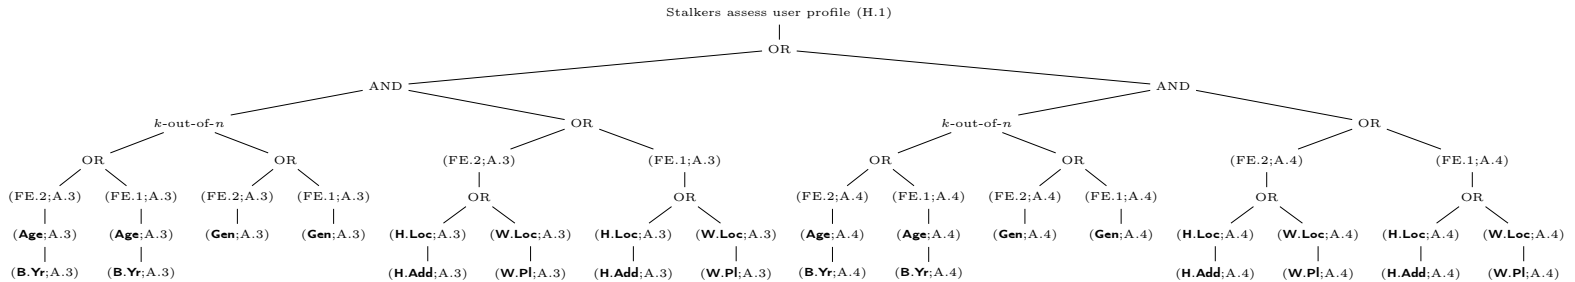 Stalkers assess user profile (H.1)
OR
AND AND
k-out-of-n OR k-out-of-n OR
OR OR (FE.2;A.3) (FE.1;A.3) OR OR (FE.2;A.4) (FE.1;A.4)
(FE.2;A.3) (FE.1;A.3) (FE.2;A.3) (FE.1;A.3) OR OR (FE.2;A.4) (FE.1;A.4) (FE.2;A.4) (FE.1;A.4) OR OR
(Age;A.3) (Age;A.3) (Gen;A.3) (Gen;A.3) (H.Loc;A.3) (W.Loc;A.3) (H.Loc;A.3) (W.Loc;A.3) (Age;A.4) (Age;A.4) (Gen;A.4) (Gen;A.4) (H.Loc;A.4) (W.Loc;A.4) (H.Loc;A.4) (W.Loc;A.4)
(B.Yr;A.3) (B.Yr;A.3) (H.Add;A.3) (W.Pl;A.3) (H.Add;A.3) (W.Pl;A.3) (B.Yr;A.4) (B.Yr;A.4) (H.Add;A.4) (W.Pl;A.4) (H.Add;A.4) (W.Pl;A.4)